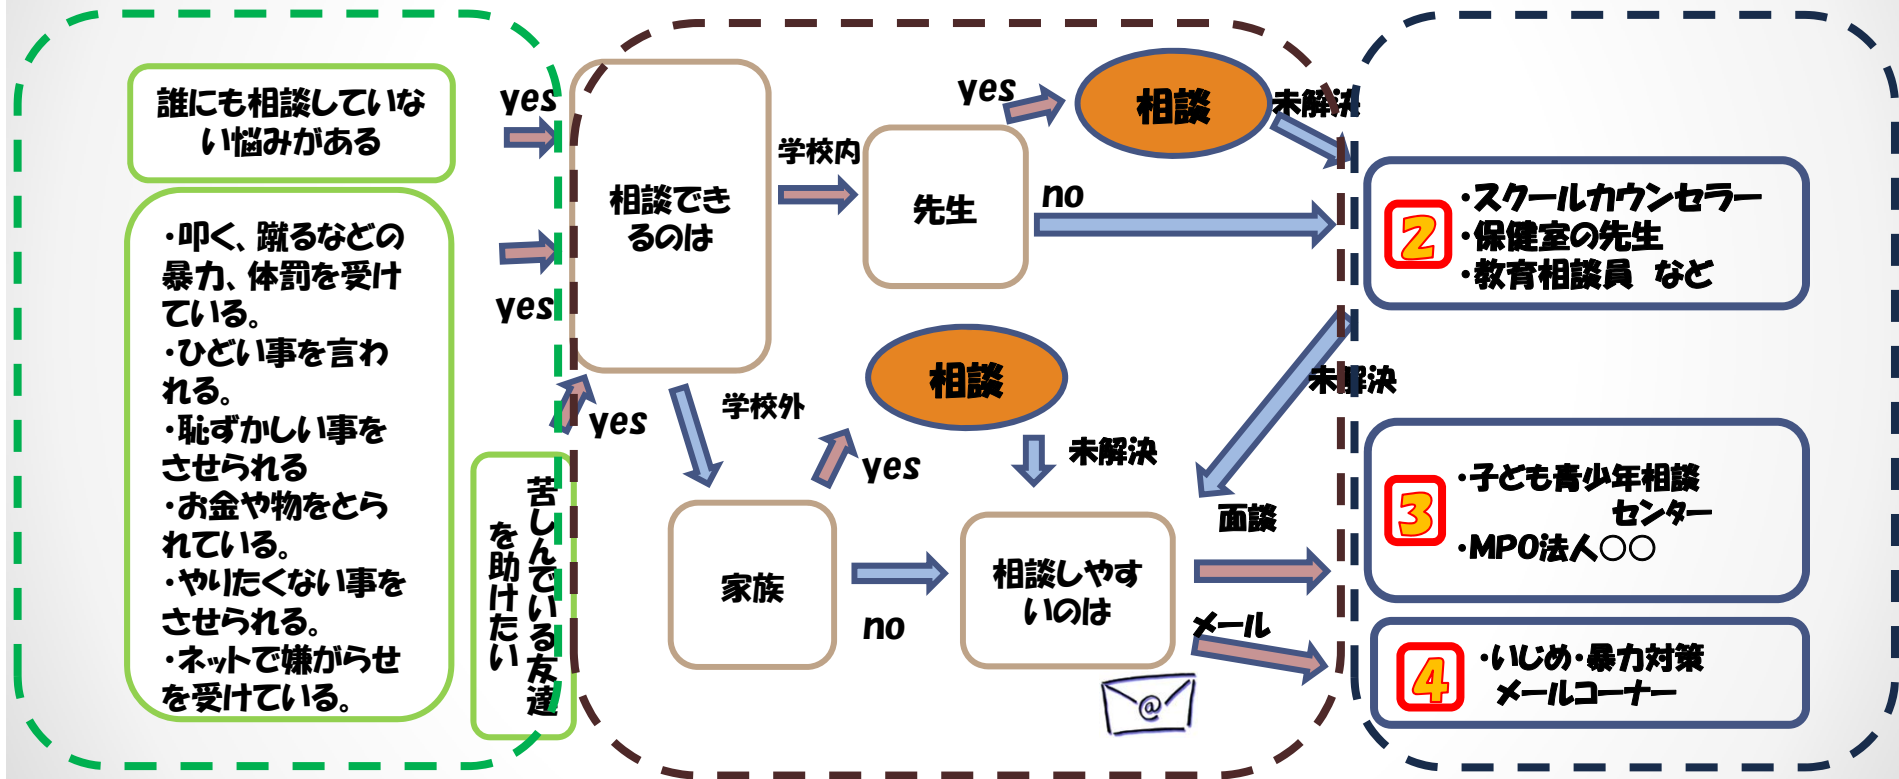 誰にも相談していな
い悩みがある
yes
・叩く、蹴るなどの
暴力、体罰を受け
ている。
・ひどい事を言わ
れる。
・恥ずかしい事を
させられる
・お金や物をとら
れている。
・やりたくない事を
させられる。
・ネットで嫌がらせ
を受けている。
yes
苦しんでいる友達
を助けたい
yes
相談でき
るのは
学校内
先生
yes
相談
未解決
no
学校外
家族
yes
相談
未解決
no
相談しやす
いのは
面談
メール
@
未解決
2
・スクールカウンセラー
・保健室の先生
・教育相談員 など
3
・子ども青少年相談
センター
・MPO法人○○
4
・いじめ・暴力対策
メールコーナー